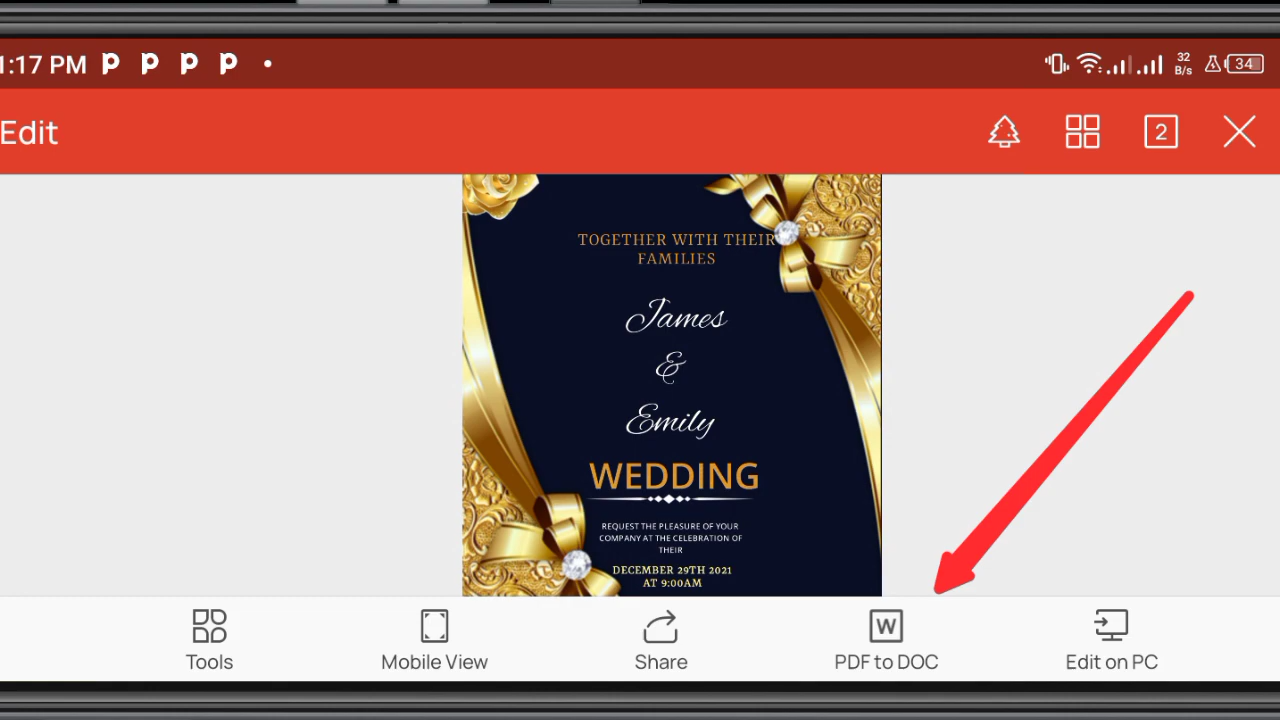 1:17 PM
32
B/s
34
Edit
2
TOGETHER WITH THEIR
FAMILIES
James
&
Emily
WEDDING
REQUEST THE PLEASURE OF YOUR
COMPANY AT THE CELEBRATION OF
THEIR
DECEMBER 29TH 2021
AT 9:00AM
Tools
Mobile View
Share
W
PDF to DOC
Edit on PC